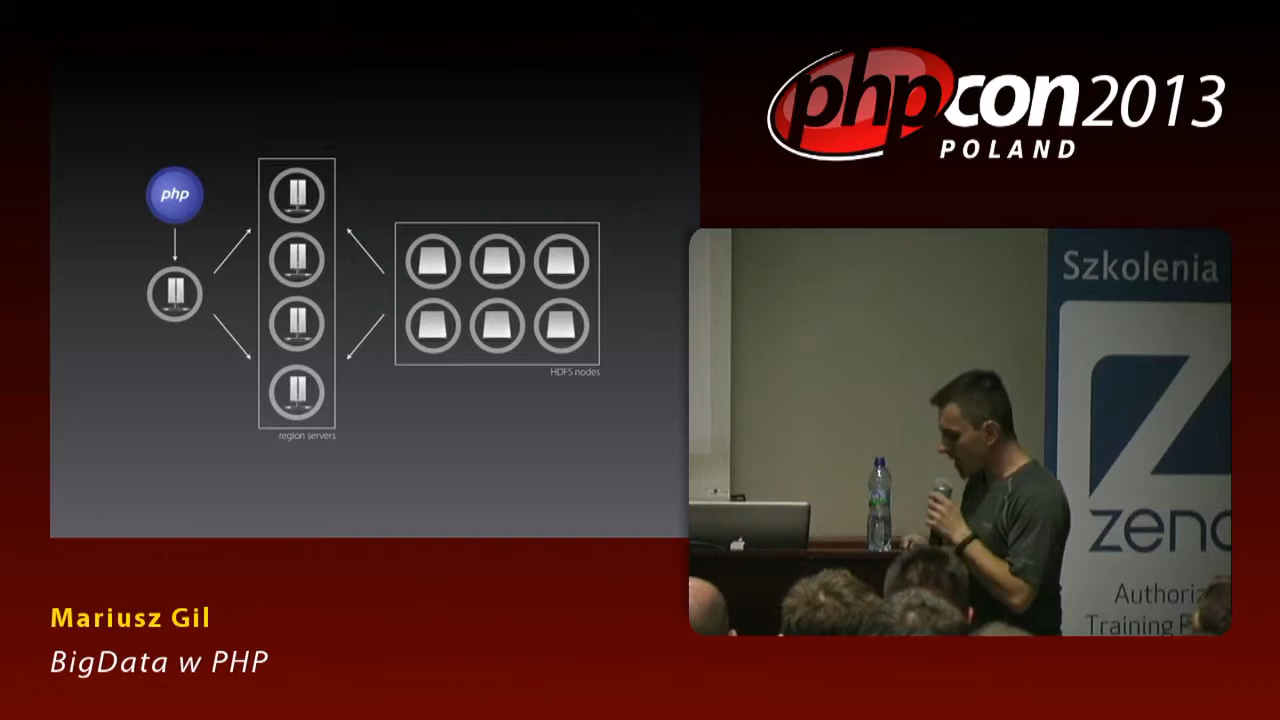 phpcon2013
POLAND
php
region servers
HDFS nodes
Szkolenia
zend
Authoriz
Training P
Mariusz Gil
BigData w PHP